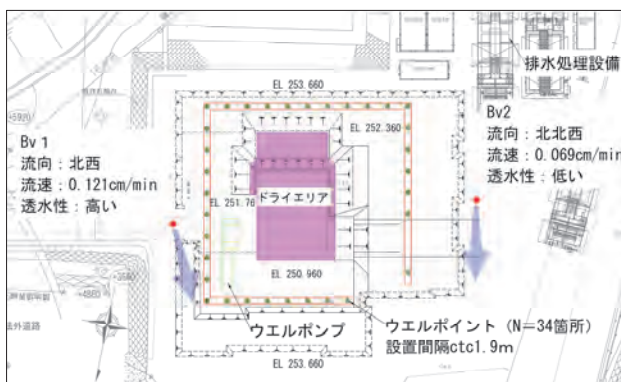 EL 253.660
排水処理設備
Bv1
流向：北西
流速：0.121cm/min
透水性：高い
EL 252.360
Bv2
流向：北北西
流速：0.069cm/min
透水性：低い
ドライエリア
EL 251.76
EL 250.960
ウエルポンプ
ウエルポイント（N＝34箇所）
設置間隔ctc1.9m
EL 253.660
法外道路